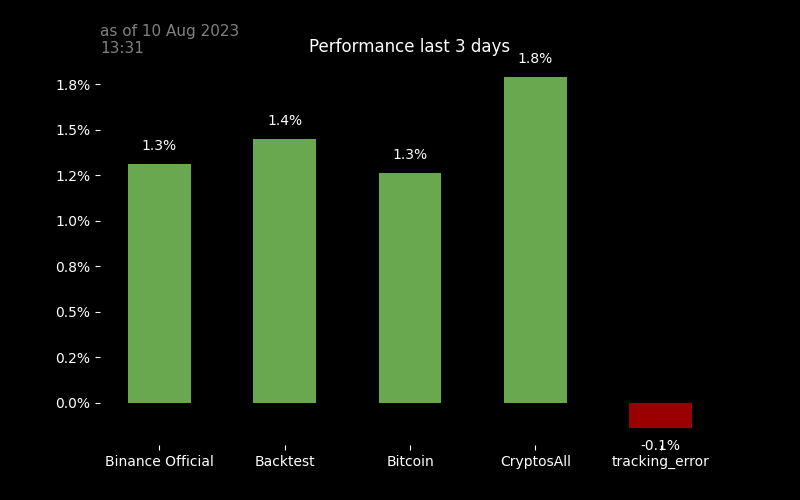 as of 10 Aug 2023
13:31
Performance last 3 days
1.8%
1.8%
1.5%
1.4%
1.3%
1.3%
1.2%
1.0%
0.8%
0.5%
0.2%
0.0%
-0.1%
Binance Official
Backtest
Bitcoin
CryptosAll
tracking_error